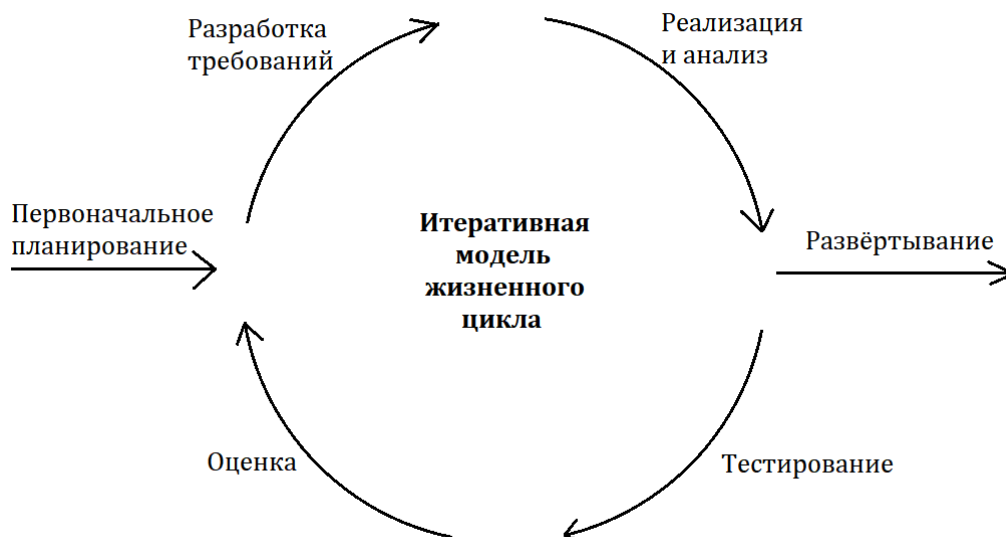 Разработка
требований
Реализация
и анализ
Первоначальное
планирование
Итеративная
модель
жизненного
цикла
Развёртывание
Оценка
Тестирование